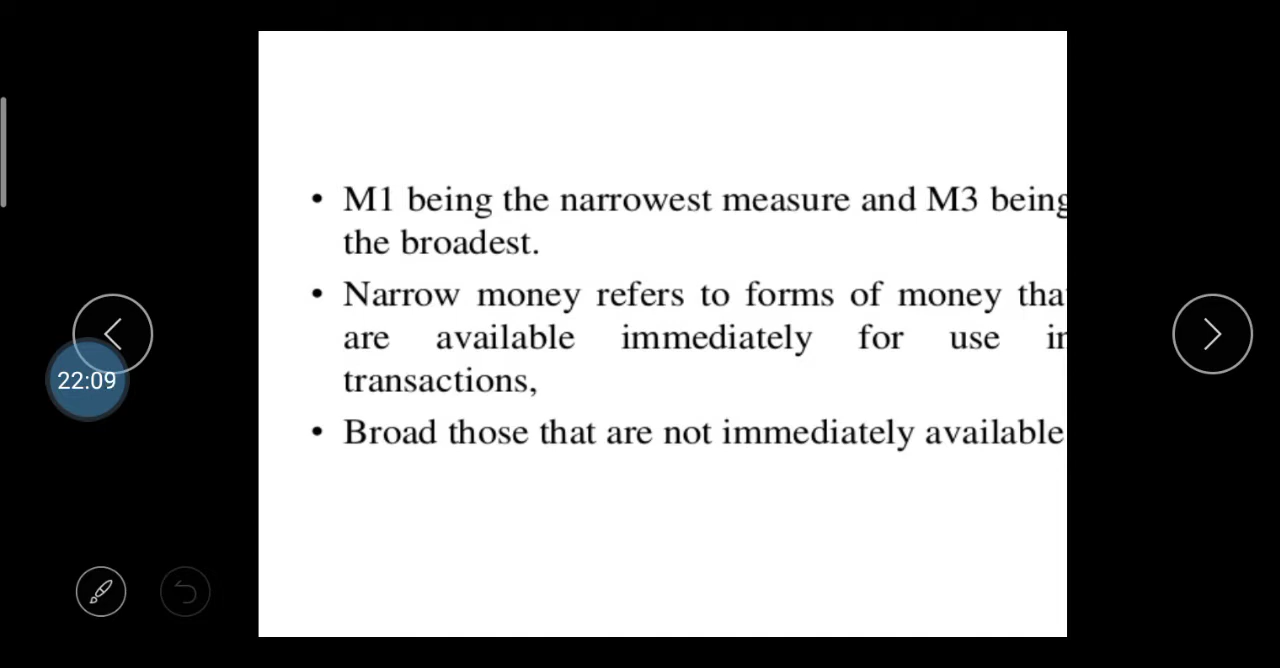 • M1 being the narrowest measure and M3 being
the broadest.
• Narrow money refers to forms of money tha
are available immediately for use in
transactions,
• Broad those that are not immediately available
22:09